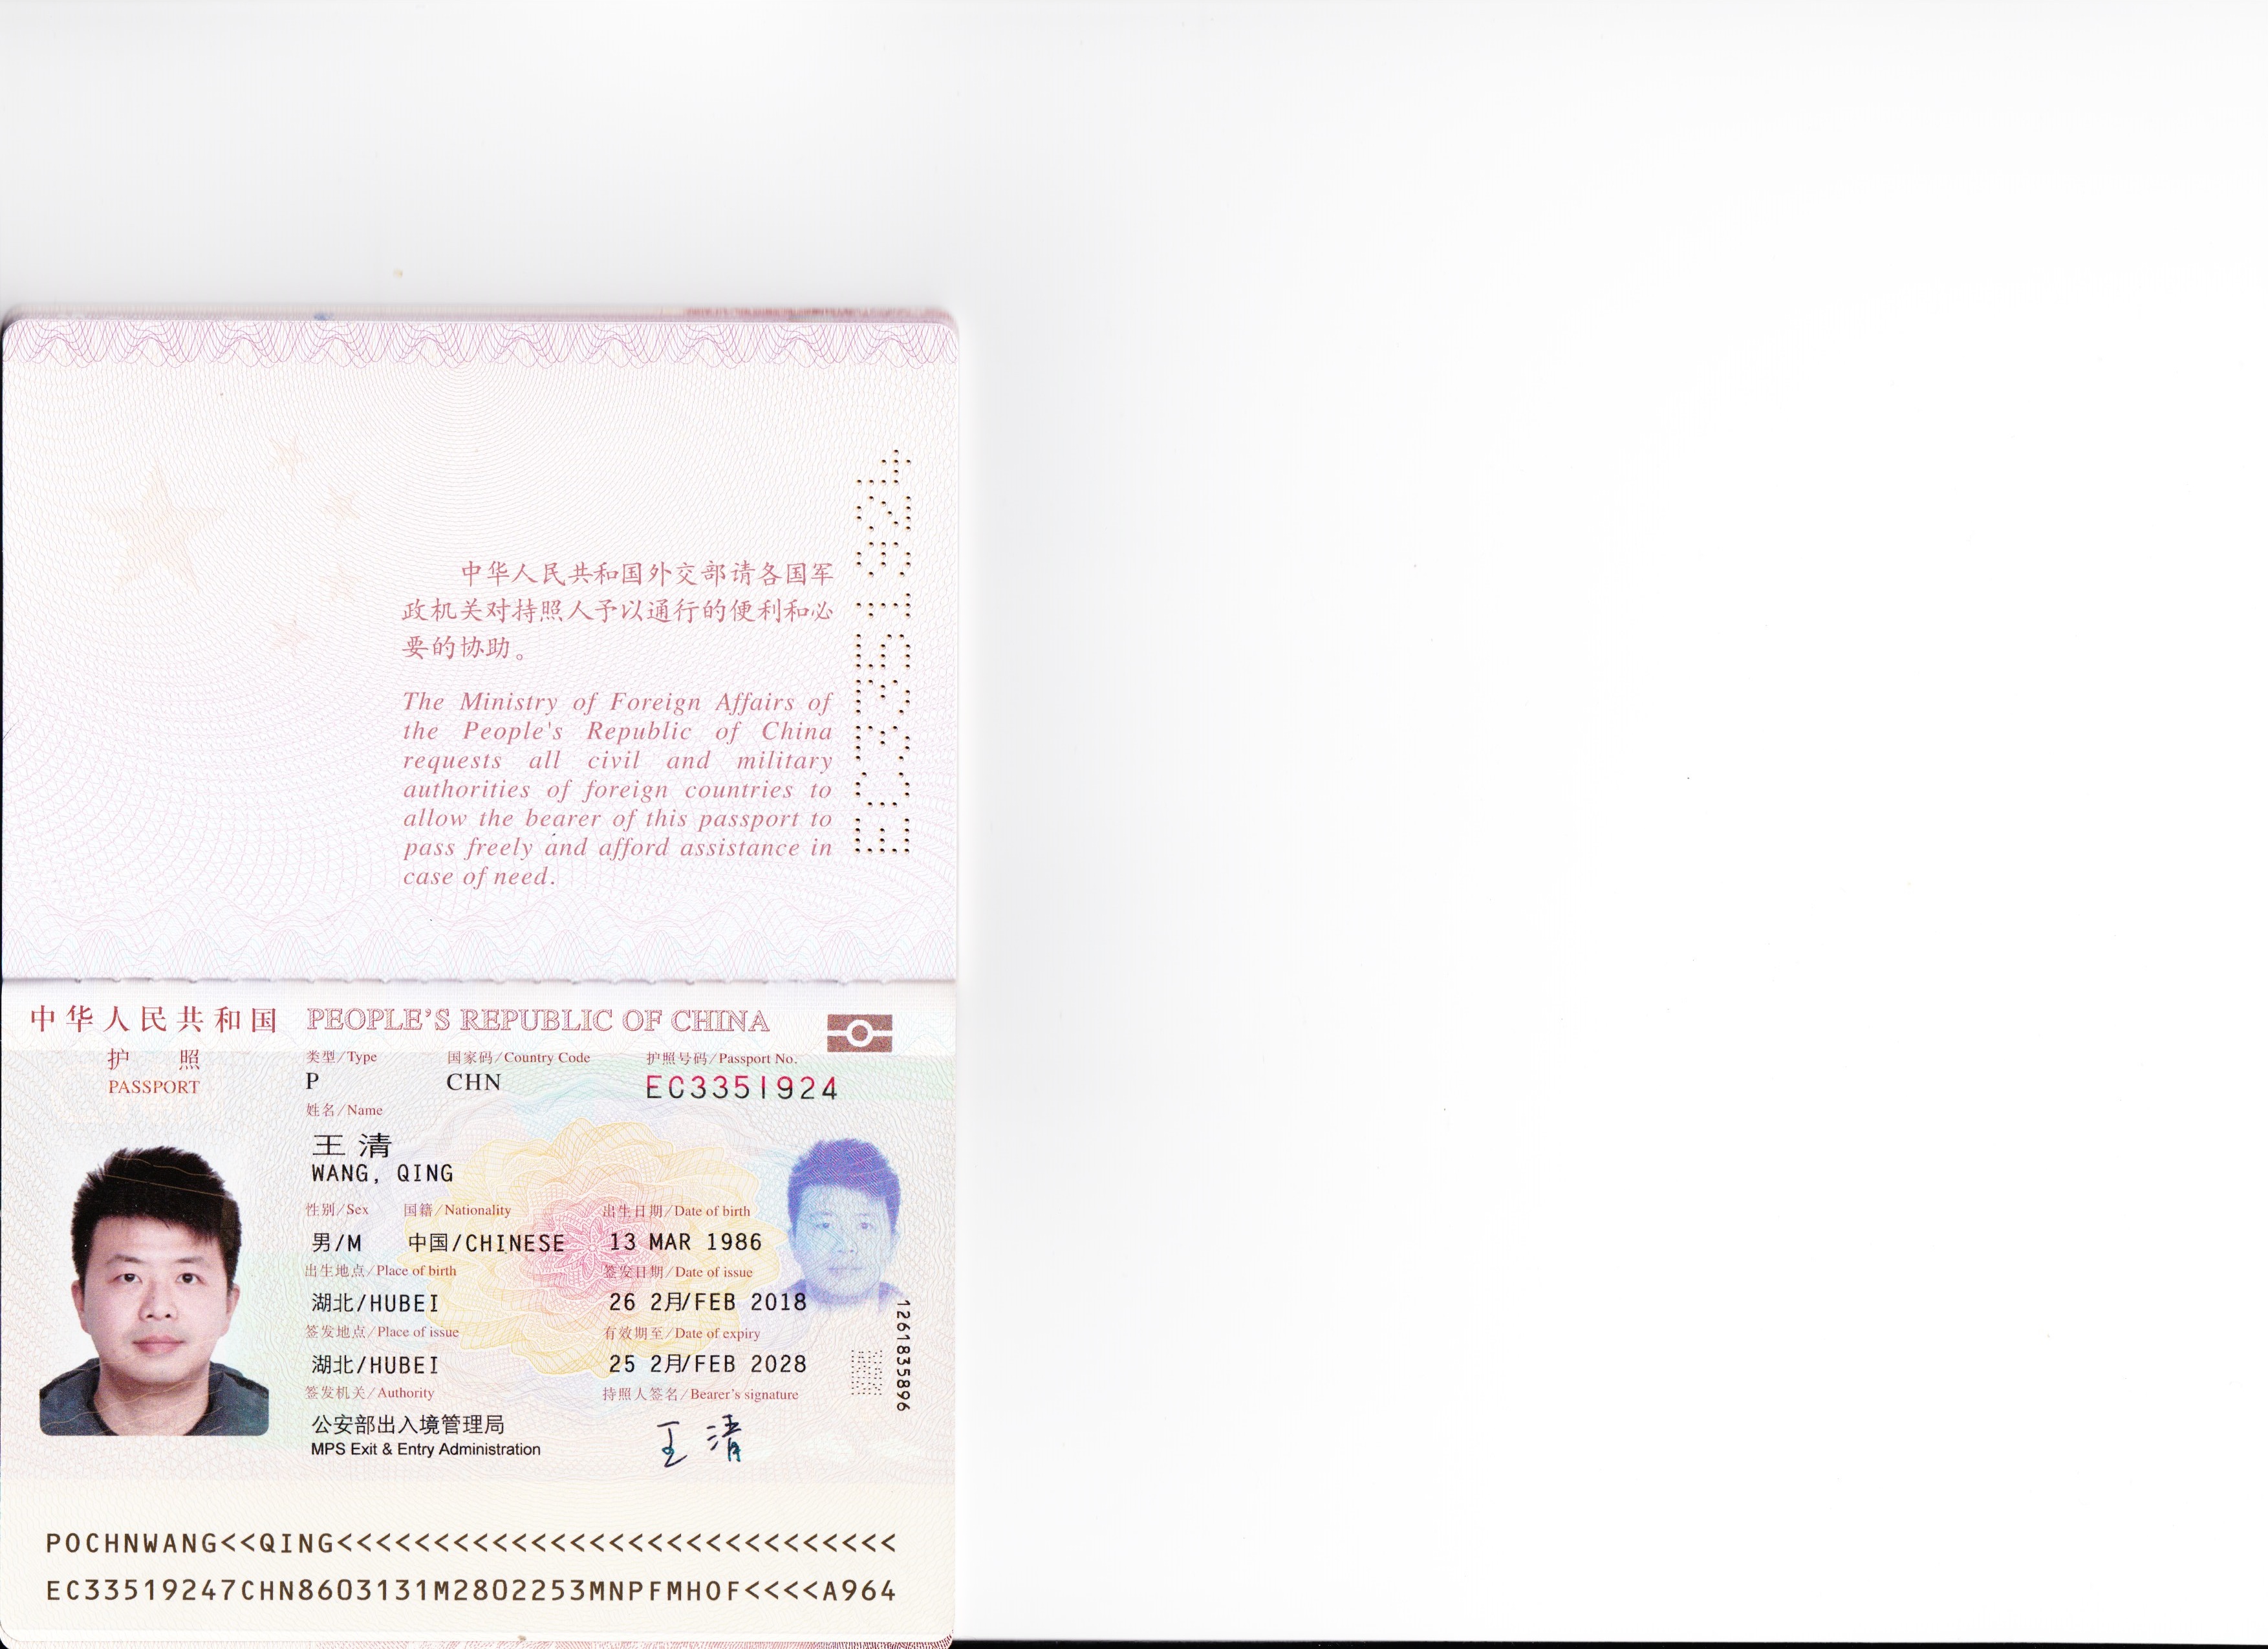 中华人民共和国外交部请各国军
政机关对持照人予以通行的便利和必
要的协助。
The Ministry of Foreign Affairs of
the People's Republic of China
requests all civil and military
authorities of foreign countries to
allow the bearer of this passport to
pass freely and afford assistance in
case of need.
EC3351924
中华人民共和国 PEOPLE'S REPUBLIC OF CHINA
护 照 类型/Type 国家码/Country Code 护照号码/Passport No.
PASSPORT P CHN EC3351924
姓名/Name
王 清
WANG, QING
性别/Sex 国籍/Nationality 出生日期/Date of birth
男/M 中国/CHINESE 13 MAR 1986
出生地点/Place of birth 签发日期/Date of issue
湖北/HUBEI 26 2月/FEB 2018
签发地点/Place of issue 有效期至/Date of expiry
湖北/HUBEI 25 2月/FEB 2028
签发机关/Authority 持照人签名/Bearer's signature
公安部出入境管理局 王 清
MPS Exit & Entry Administration
1261835896
POCHNWANG<<QING<<<<<<<<<<<<<<<<<<<<<<<<<<<<<
EC33519247CHN8603131M2802253MNPFMHOF<<<<A964